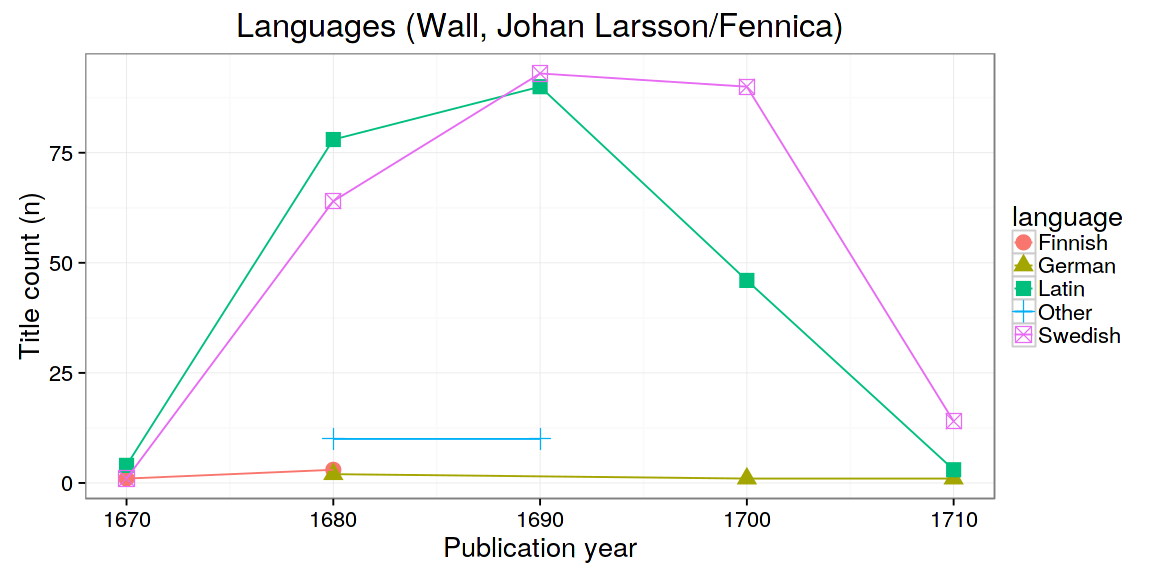 Languages (Wall, Johan Larsson/Fennica)
Title count (n)
75
50
25
0
1670 1680 1690 1700 1710
Publication year
language
Finnish
German
Latin
Other
Swedish